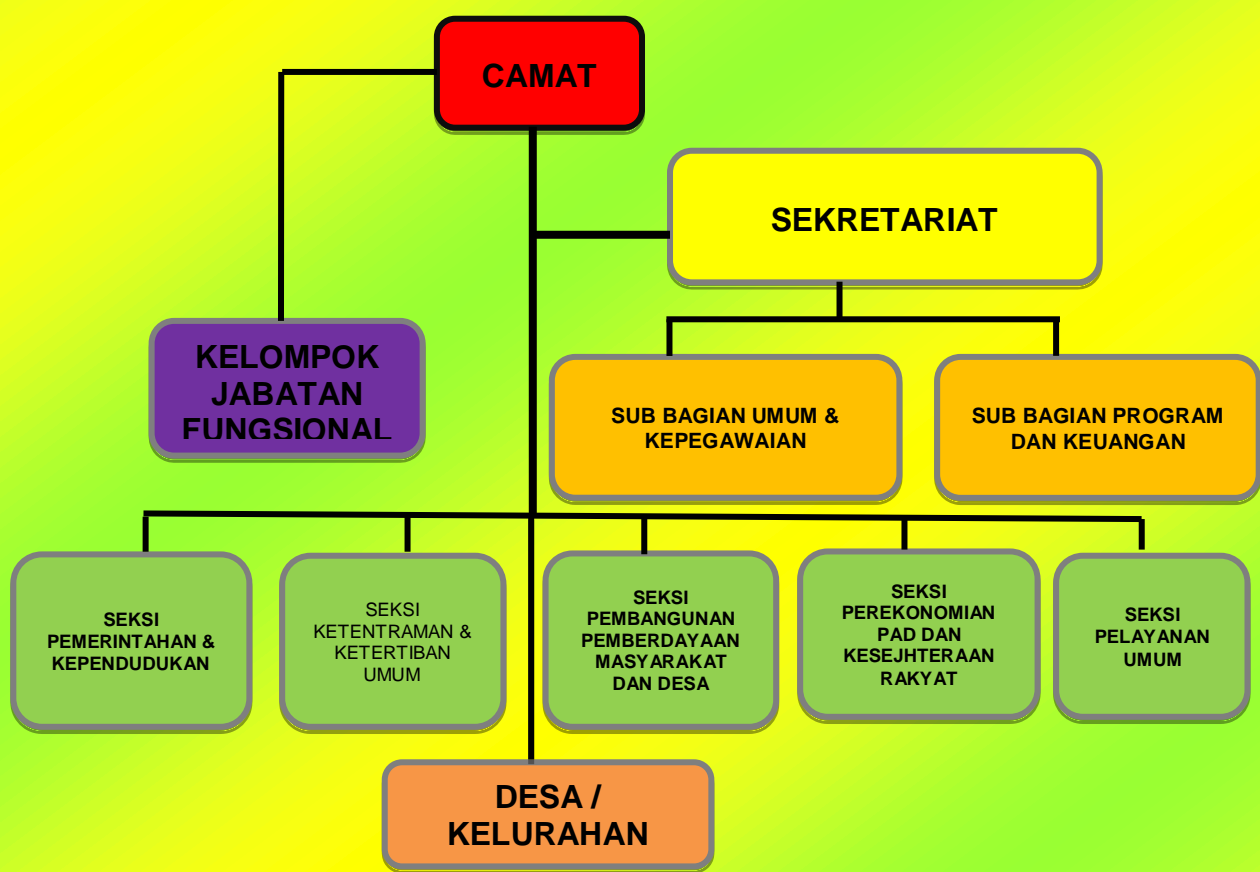 CAMAT
SEKRETARIAT
KELOMPOK
JABATAN
FUNGSIONAL
SUB BAGIAN UMUM &
KEPEGAWAIAN
SUB BAGIAN PROGRAM
DAN KEUANGAN
SEKSI
PEMERINTAHAN &
KEPENDUDUKAN
SEKSI
KETENTRAMAN &
KETERTIBAN
UMUM
SEKSI
PEMBANGUNAN
PEMBERDAYAAN
MASYARAKAT
DAN DESA
SEKSI
PEREKONOMIAN
PAD DAN
KESEJHTERAAN
RAKYAT
SEKSI
PELAYANAN
UMUM
DESA /
KELURAHAN